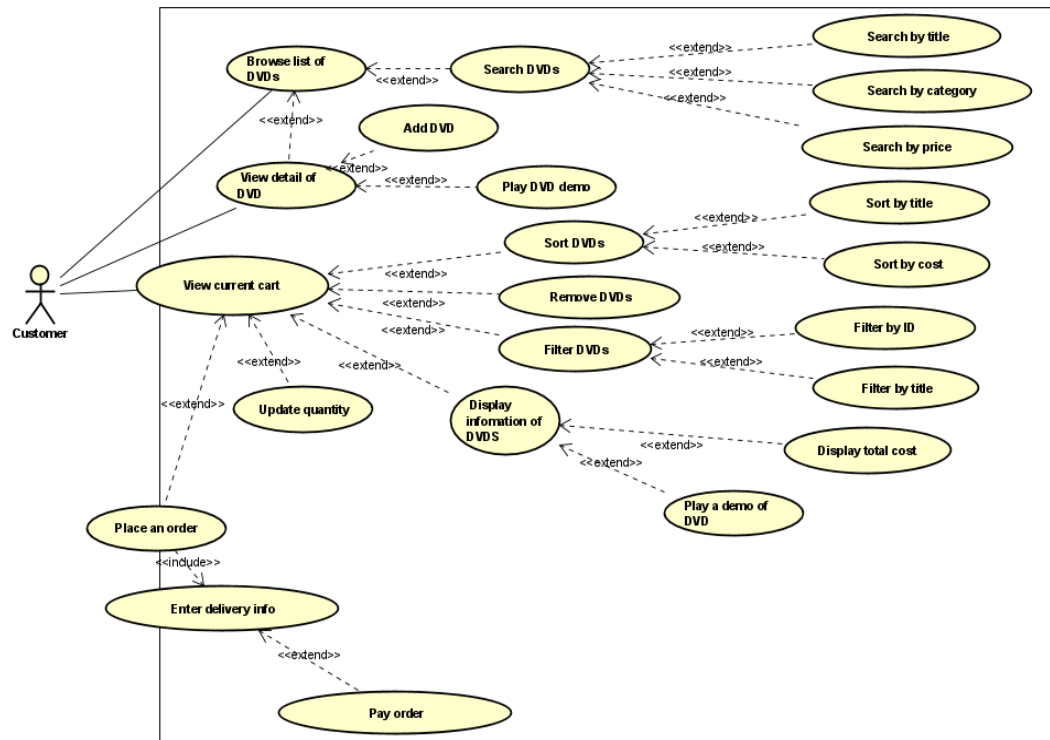 Browse list of
DVDs
<<extend>>
Search DVDs
<<extend>>
Search by title
<<extend>>
Search by category
<<extend>>
Search by price
<<extend>>
Add DVD
<<extend>>
View detail of
DVD
<<extend>>
Play DVD demo
Customer
View current cart
<<extend>>
Sort DVDs
<<extend>>
Sort by title
<<extend>>
Sort by cost
<<extend>>
Remove DVDs
<<extend>>
Filter DVDs
<<extend>>
Filter by ID
<<extend>>
Filter by title
<<extend>>
Update quantity
<<extend>>
Display
infomation of
DVDS
<<extend>>
Display total cost
<<extend>>
Play a demo of
DVD
<<extend>>
Place an order
<<include>>
Enter delivery info
<<extend>>
Pay order